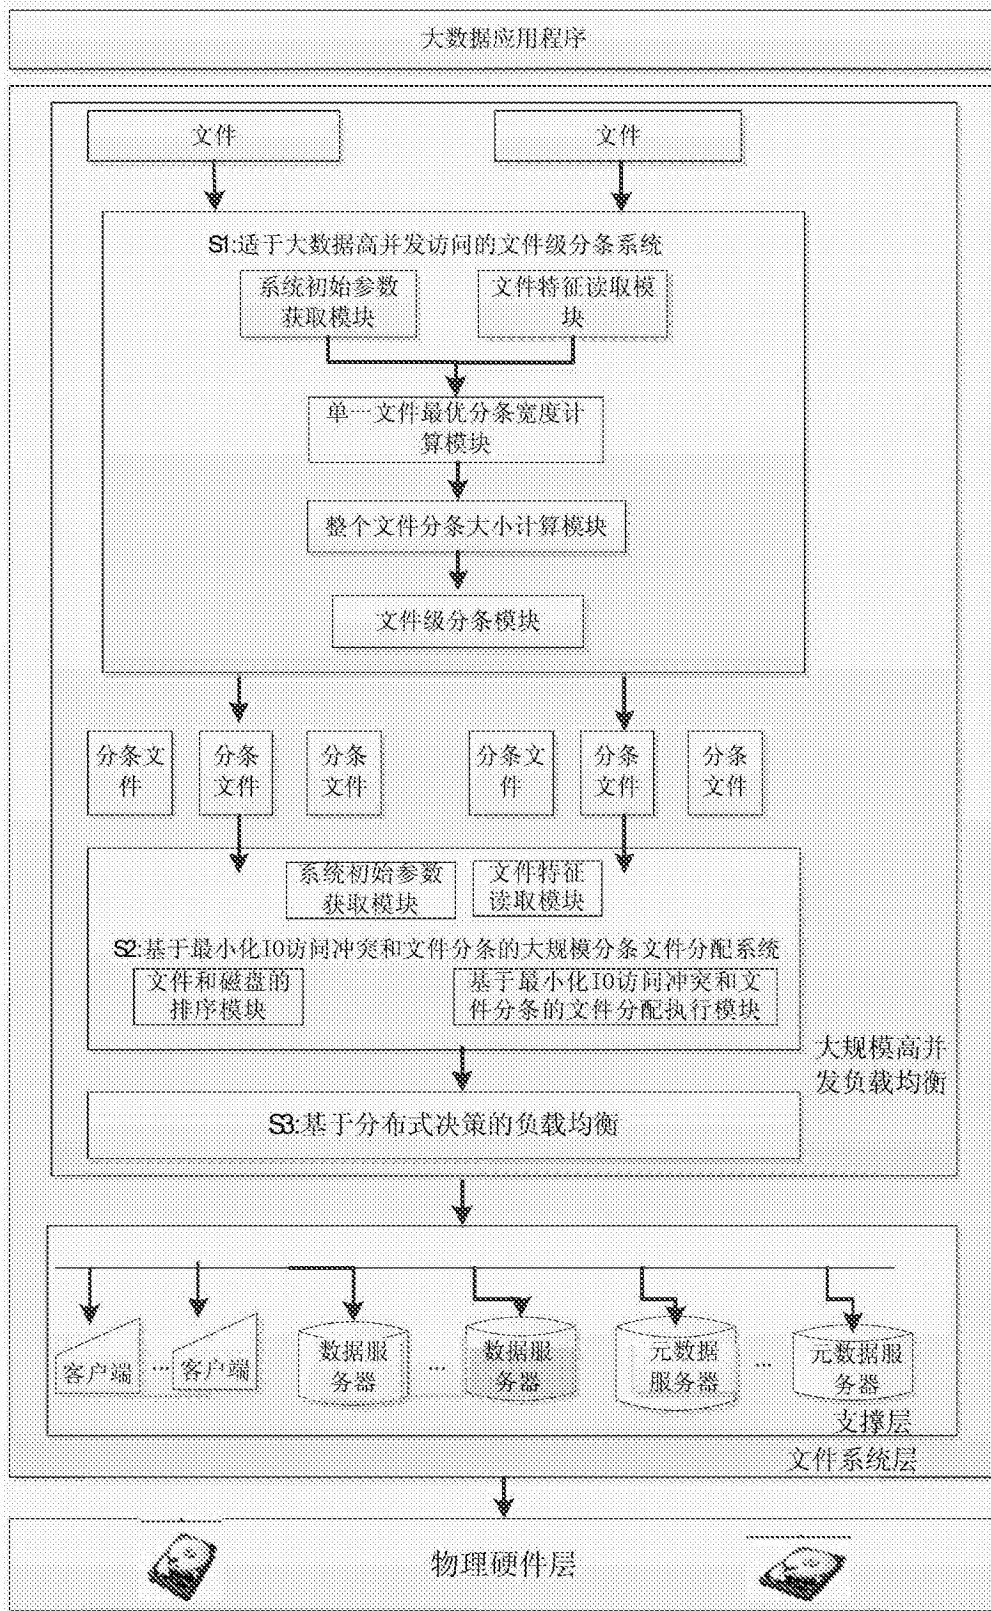 大数据应用程序
文件
文件
S1:适于大数据高并发访问的文件级分条系统
系统初始参数
获取模块
文件特征读取模
块
单一文件最优分条宽度计
算模块
整个文件分条大小计算模块
文件级分条模块
分条文
件
分条
文件
分条
文件
分条文
件
分条
文件
分条
文件
系统初始参数
获取模块
文件特征
读取模块
S2:基于最小化IO访问冲突和文件分条的大规模分条文件分配系统
文件和磁盘的
排序模块
基于最小化IO访问冲突和文
件分条的文件分配执行模块
大规模高并
发负载均衡
S3:基于分布式决策的负载均衡
客户端
...
客户端
数据服
务器
...
数据服
务器
元数据
服务器
...
元数据服
务器
支撑层
文件系统层
物理硬件层